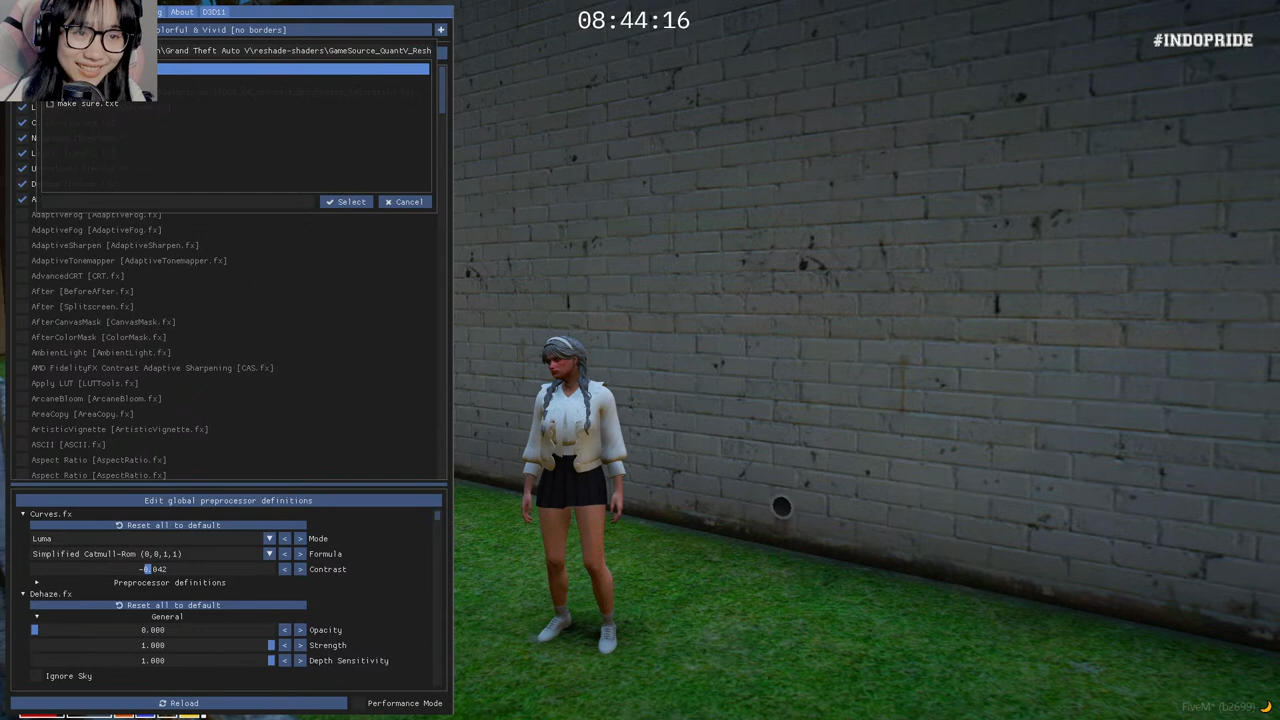 About
D3D11
08:44:16
#INDOPRIDE
olorful & Vivid [no borders]
+
\Grand Theft Auto V\reshade-shaders\GameSource_QuantV_Resh
make sure.txt
Select
Cancel
AdaptiveFog [AdaptiveFog.fx]
AdaptiveFog [AdaptiveFog.fx]
AdaptiveSharpen [AdaptiveSharpen.fx]
AdaptiveTonemapper [AdaptiveTonemapper.fx]
AdvancedCRT [CRT.fx]
After [BeforeAfter.fx]
After [Splitscreen.fx]
AfterCanvasMask [CanvasMask.fx]
AfterColorMask [ColorMask.fx]
AmbientLight [AmbientLight.fx]
AMD FidelityFX Contrast Adaptive Sharpening [CAS.fx]
Apply LUT [LUTTools.fx]
ArcaneBloom [ArcaneBloom.fx]
AreaCopy [AreaCopy.fx]
ArtisticVignette [ArtisticVignette.fx]
ASCII [ASCII.fx]
Aspect Ratio [AspectRatio.fx]
Aspect Ratio [AspectRatio.fx]
Edit global preprocessor definitions
Curves.fx
Reset all to default
Luma < > Mode
Simplified Catmull-Rom (0,0,1,1) < > Formula
-0.042 < > Contrast
Preprocessor definitions
Dehaze.fx
Reset all to default
General
0.000 < > Opacity
1.000 < > Strength
1.000 < > Depth Sensitivity
Ignore Sky
Reload
Performance Mode
FiveM* (b2699)